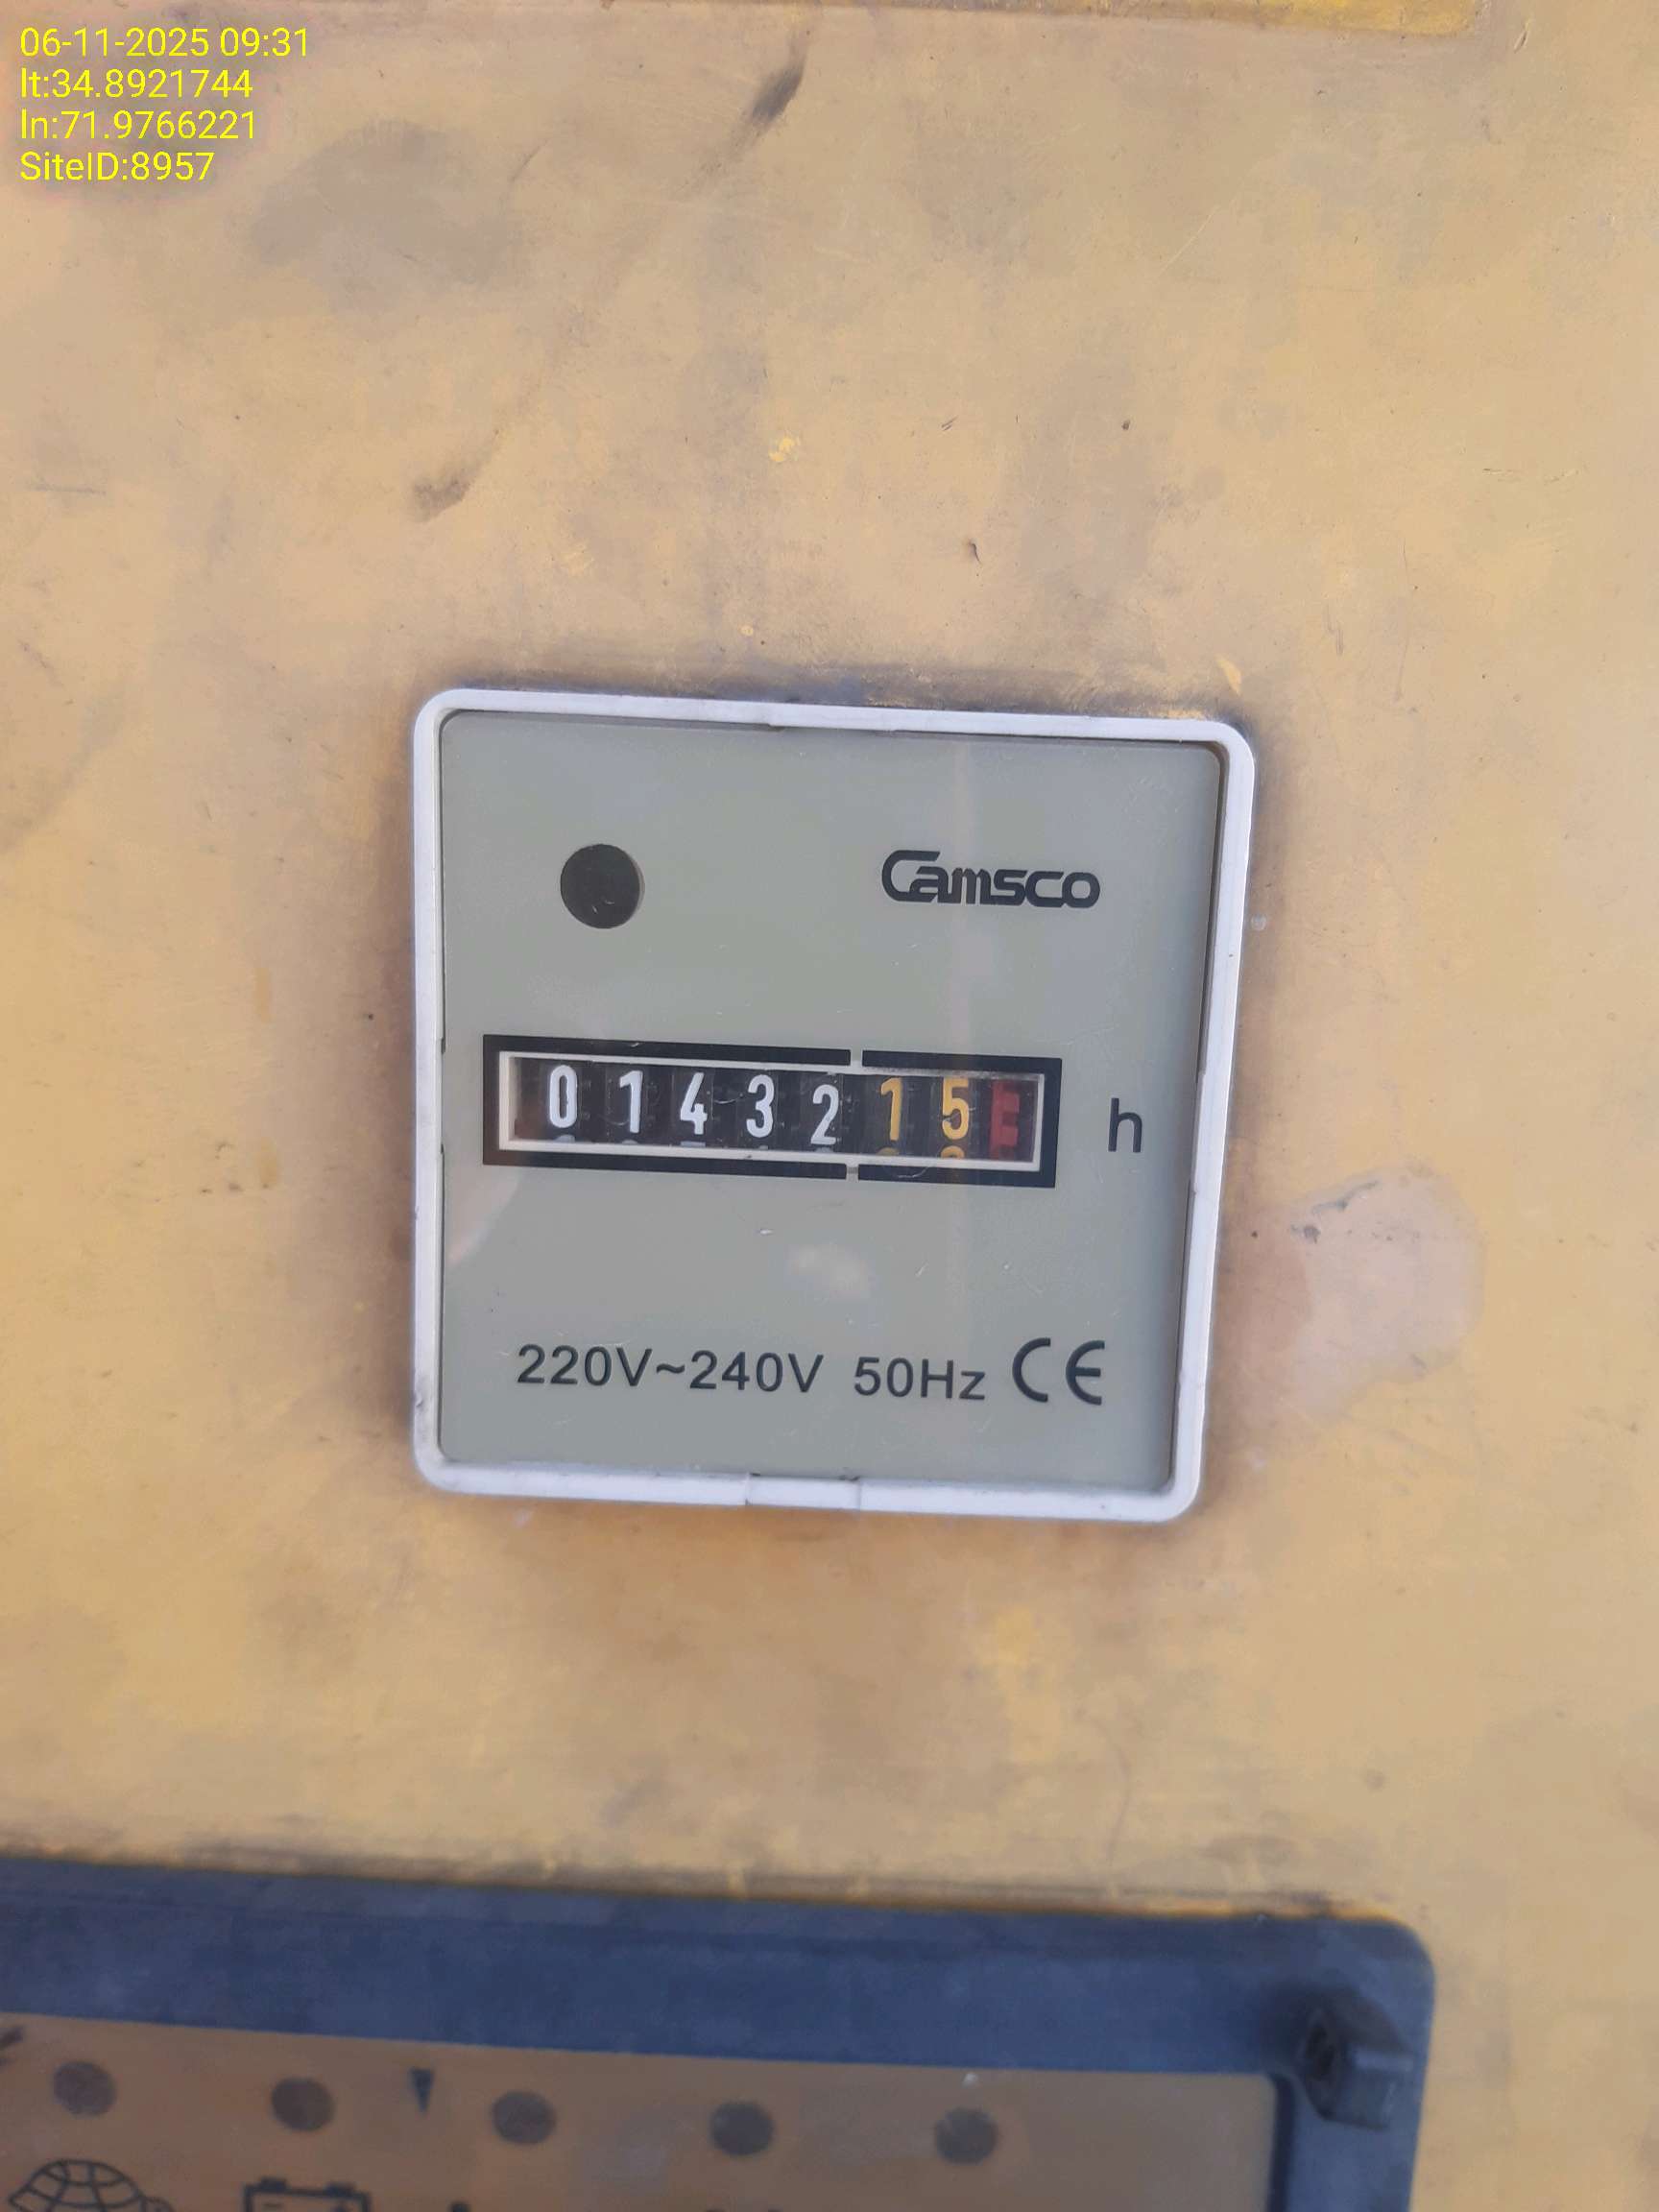 06-11-2025 09:31
lt:34.8921744
ln:71.9766221
SiteID:8957
Camsco
0143215 h
220V~240V 50Hz CE